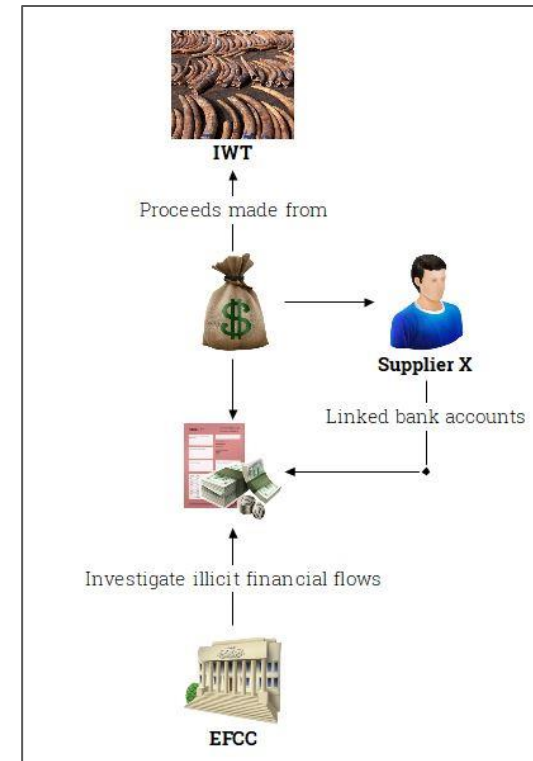 IWT
Proceeds made from
$
Supplier X
Linked bank accounts
Investigate illicit financial flows
EFCC